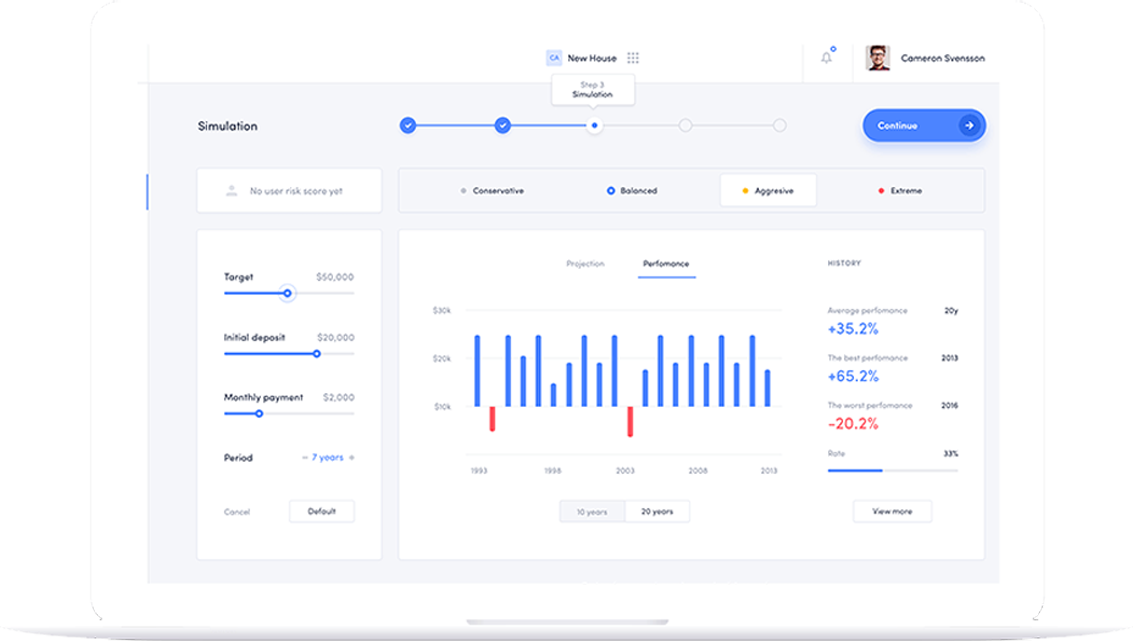 CA New House
Cameron Svensson
Step 3
Simulation
Simulation
Continue
No user risk score yet
Conservative
Balanced
Aggresive
Extreme
Target $50,000
Initial deposit $20,000
Monthly payment $2,000
Period - 7 years
Cancel
Default
Projection
Perfomance
$30k
$20k
$10k
1993 1998 2003 2008 2013
10 years
20 years
HISTORY
Average perfomance 20y
+35.2%
The best perfomance 2013
+65.2%
The worst perfomance 2016
-20.2%
Rate 33%
View more